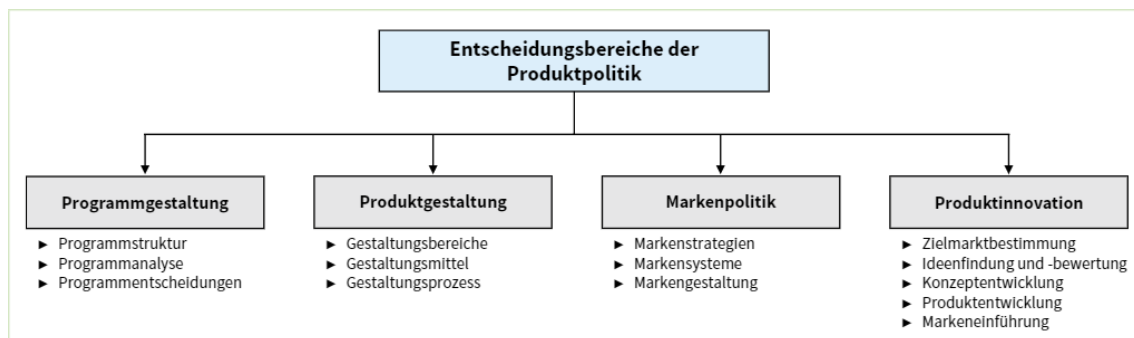 Entscheidungsbereiche der
Produktpolitik
Programmgestaltung
► Programmstruktur
► Programmanalyse
► Programmentscheidungen
Produktgestaltung
► Gestaltungsbereiche
► Gestaltungsmittel
► Gestaltungsprozess
Markenpolitik
► Markenstrategien
► Markensysteme
► Markengestaltung
Produktinnovation
► Zielmarktbestimmung
► Ideenfindung und -bewertung
► Konzeptentwicklung
► Produktentwicklung
► Markeneinführung